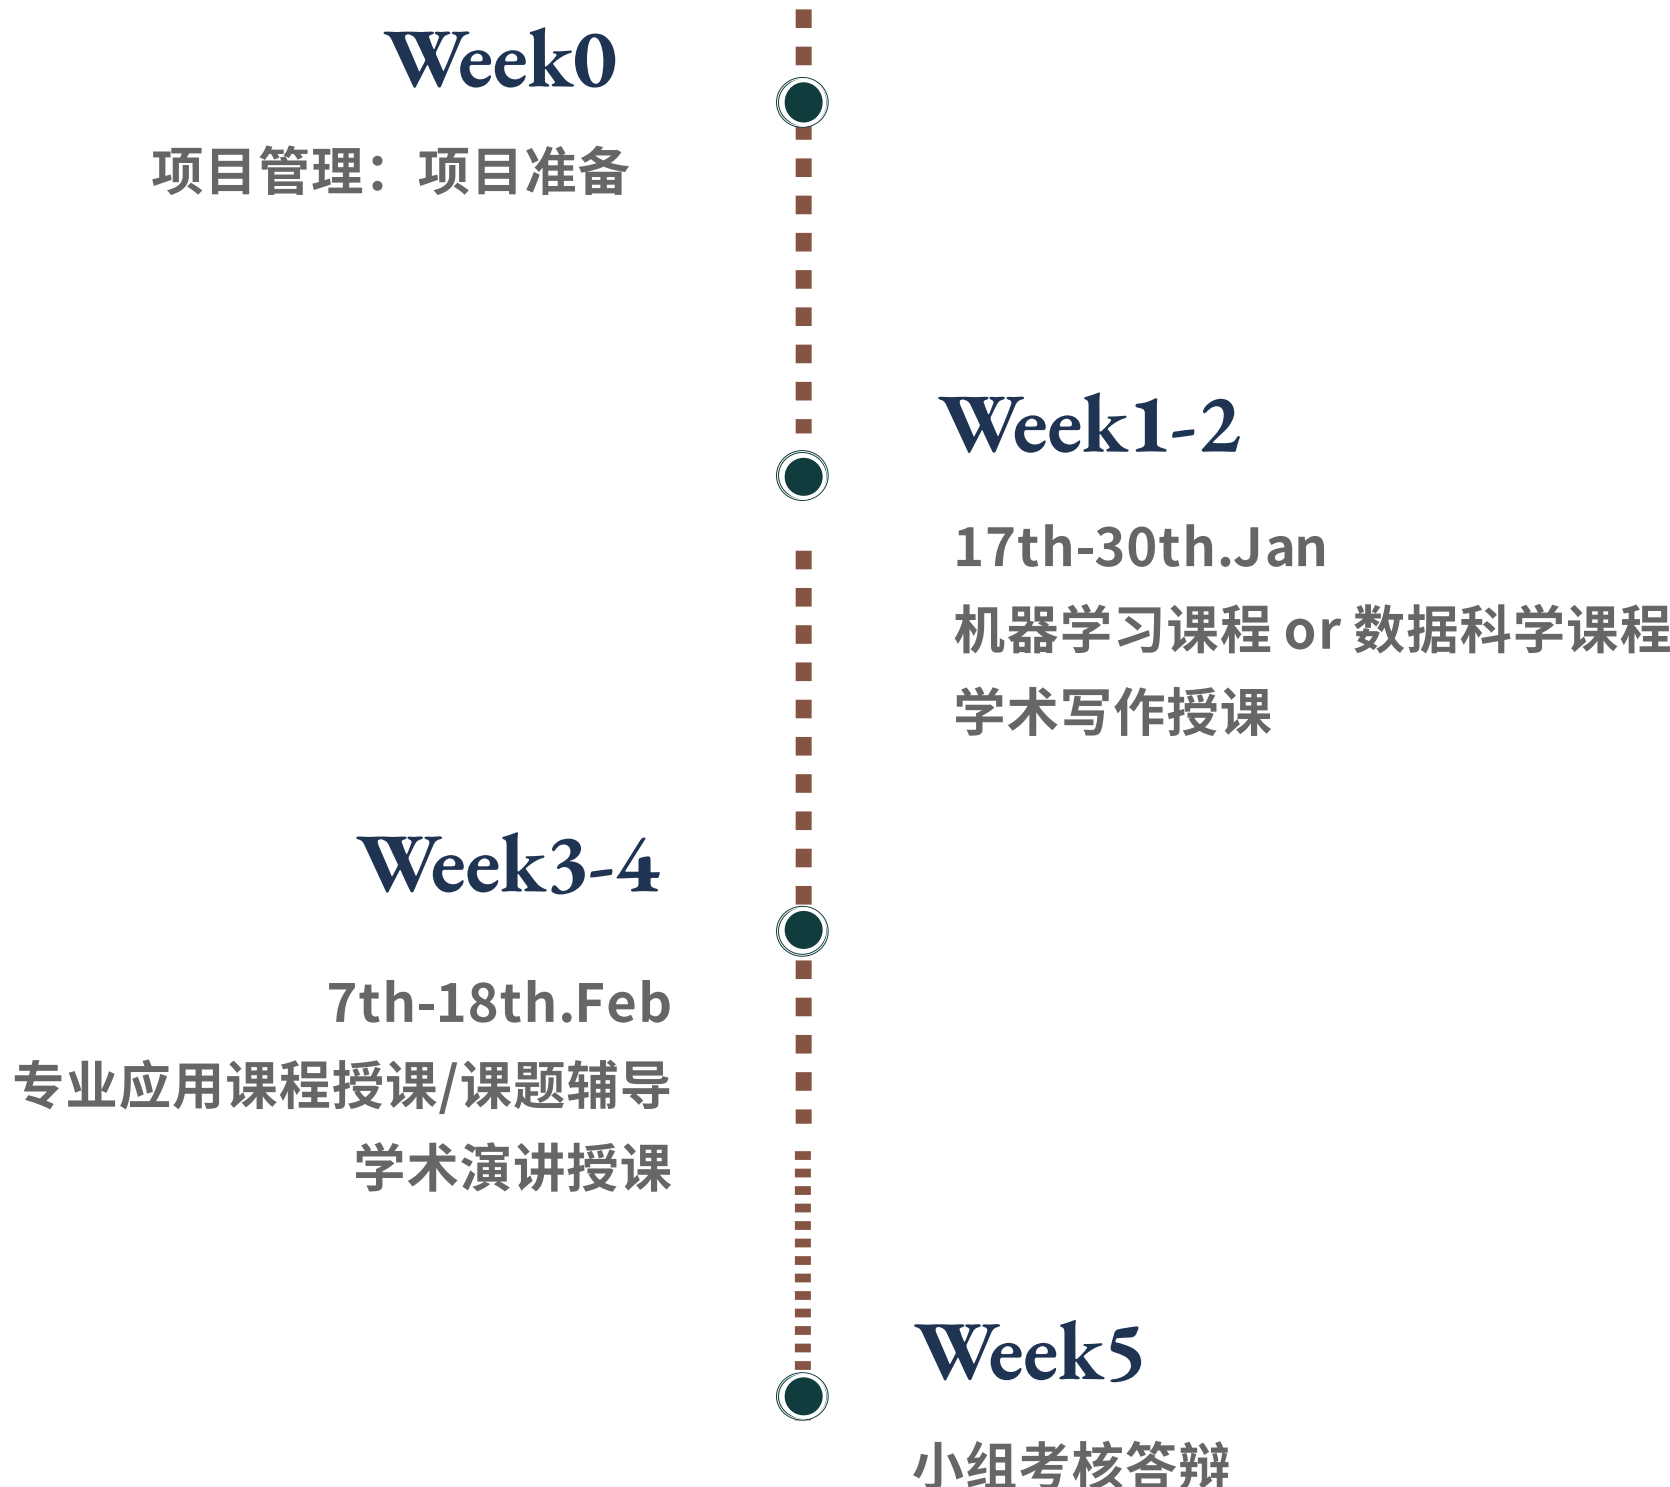 Week0
项目管理：项目准备
Week1-2
17th-30th.Jan
机器学习课程 or 数据科学课程
学术写作授课
Week3-4
7th-18th.Feb
专业应用课程授课/课题辅导
学术演讲授课
Week5
小组考核答辩